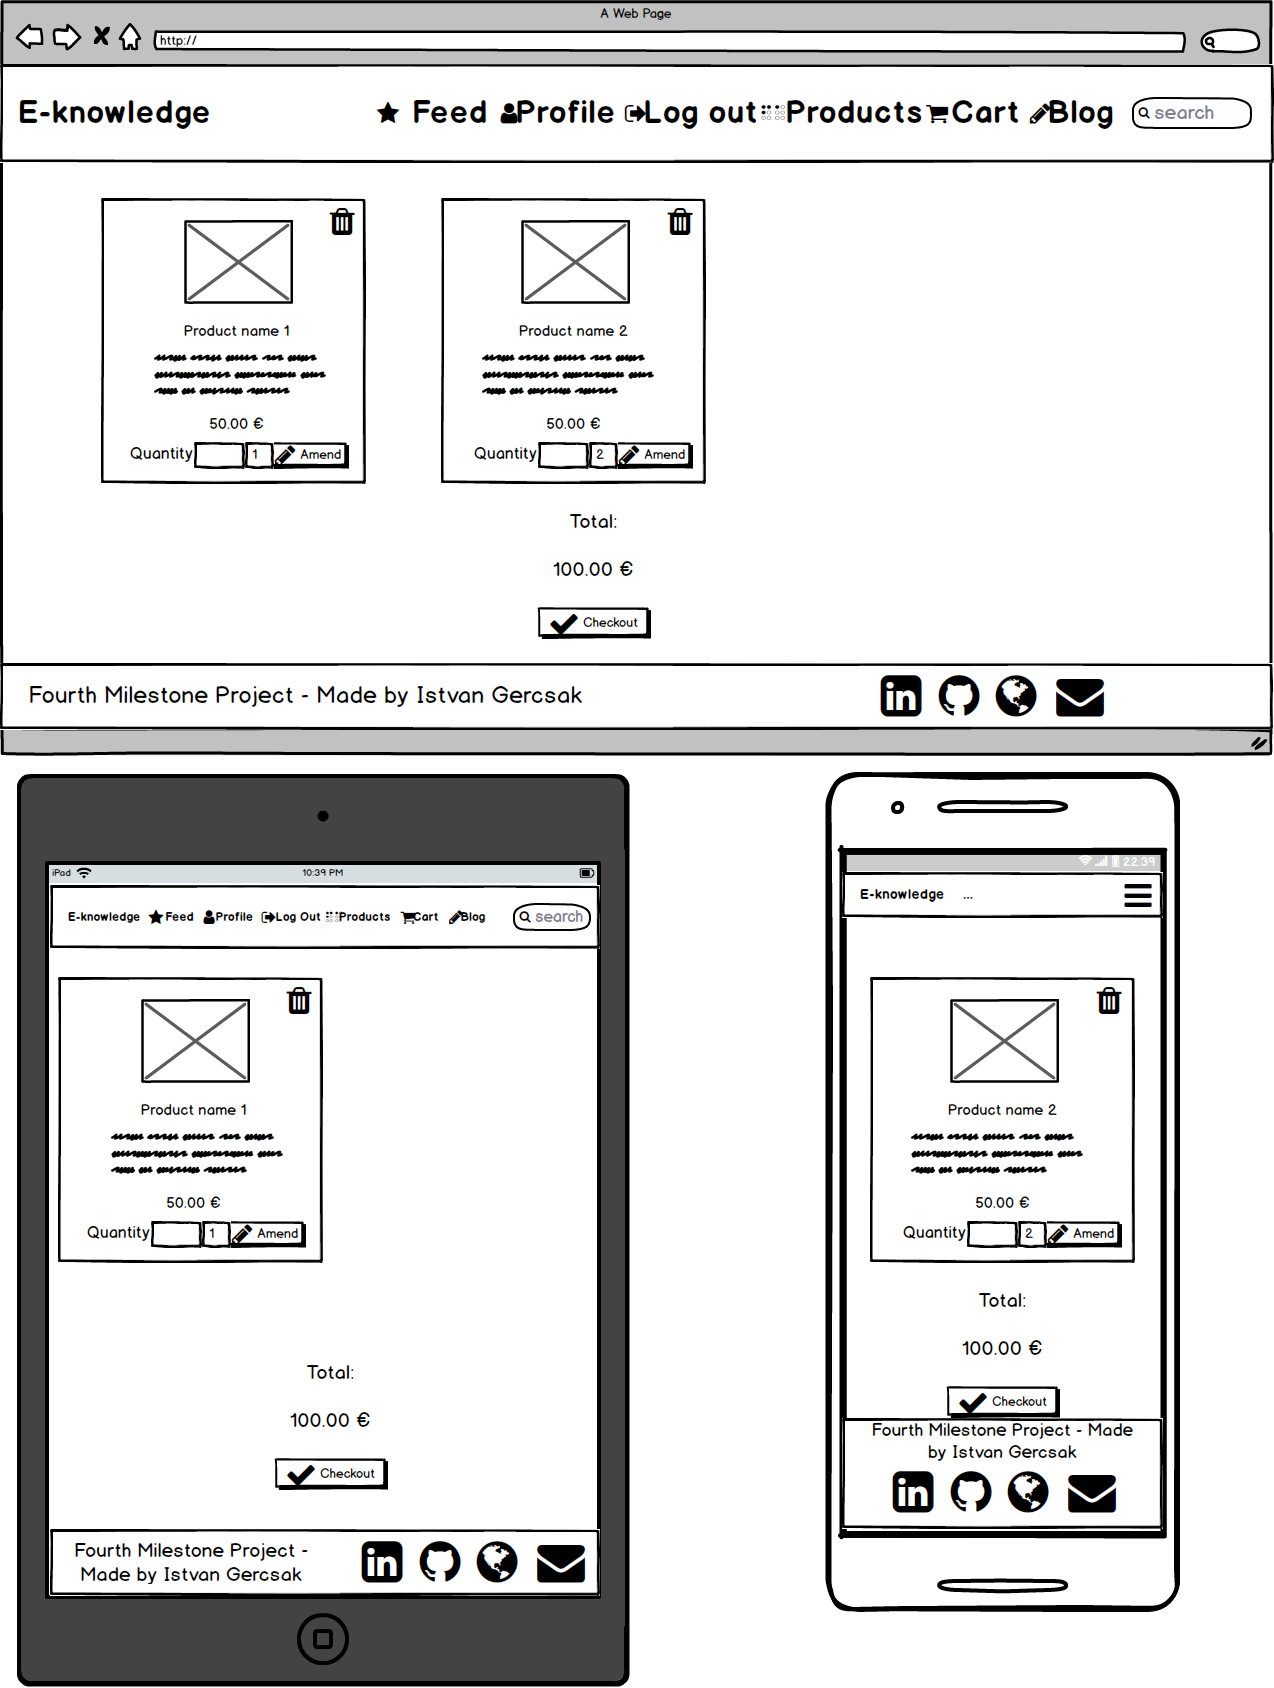 A Web Page
http://
E-knowledge Feed Profile Log out Products Cart Blog search
Product name 1
50.00 €
Quantity 1 Amend
Product name 2
50.00 €
Quantity 2 Amend
Total:
100.00 €
Checkout
Fourth Milestone Project - Made by Istvan Gercsak
in
iPad 10:39 PM
E-knowledge Feed Profile Log Out Products Cart Blog search
Product name 1
50.00 €
Quantity 1 Amend
Total:
100.00 €
Checkout
Fourth Milestone Project -
Made by Istvan Gercsak
in
22:39
E-knowledge ...
Product name 2
50.00 €
Quantity 2 Amend
Total:
100.00 €
Checkout
Fourth Milestone Project - Made
by Istvan Gercsak
in